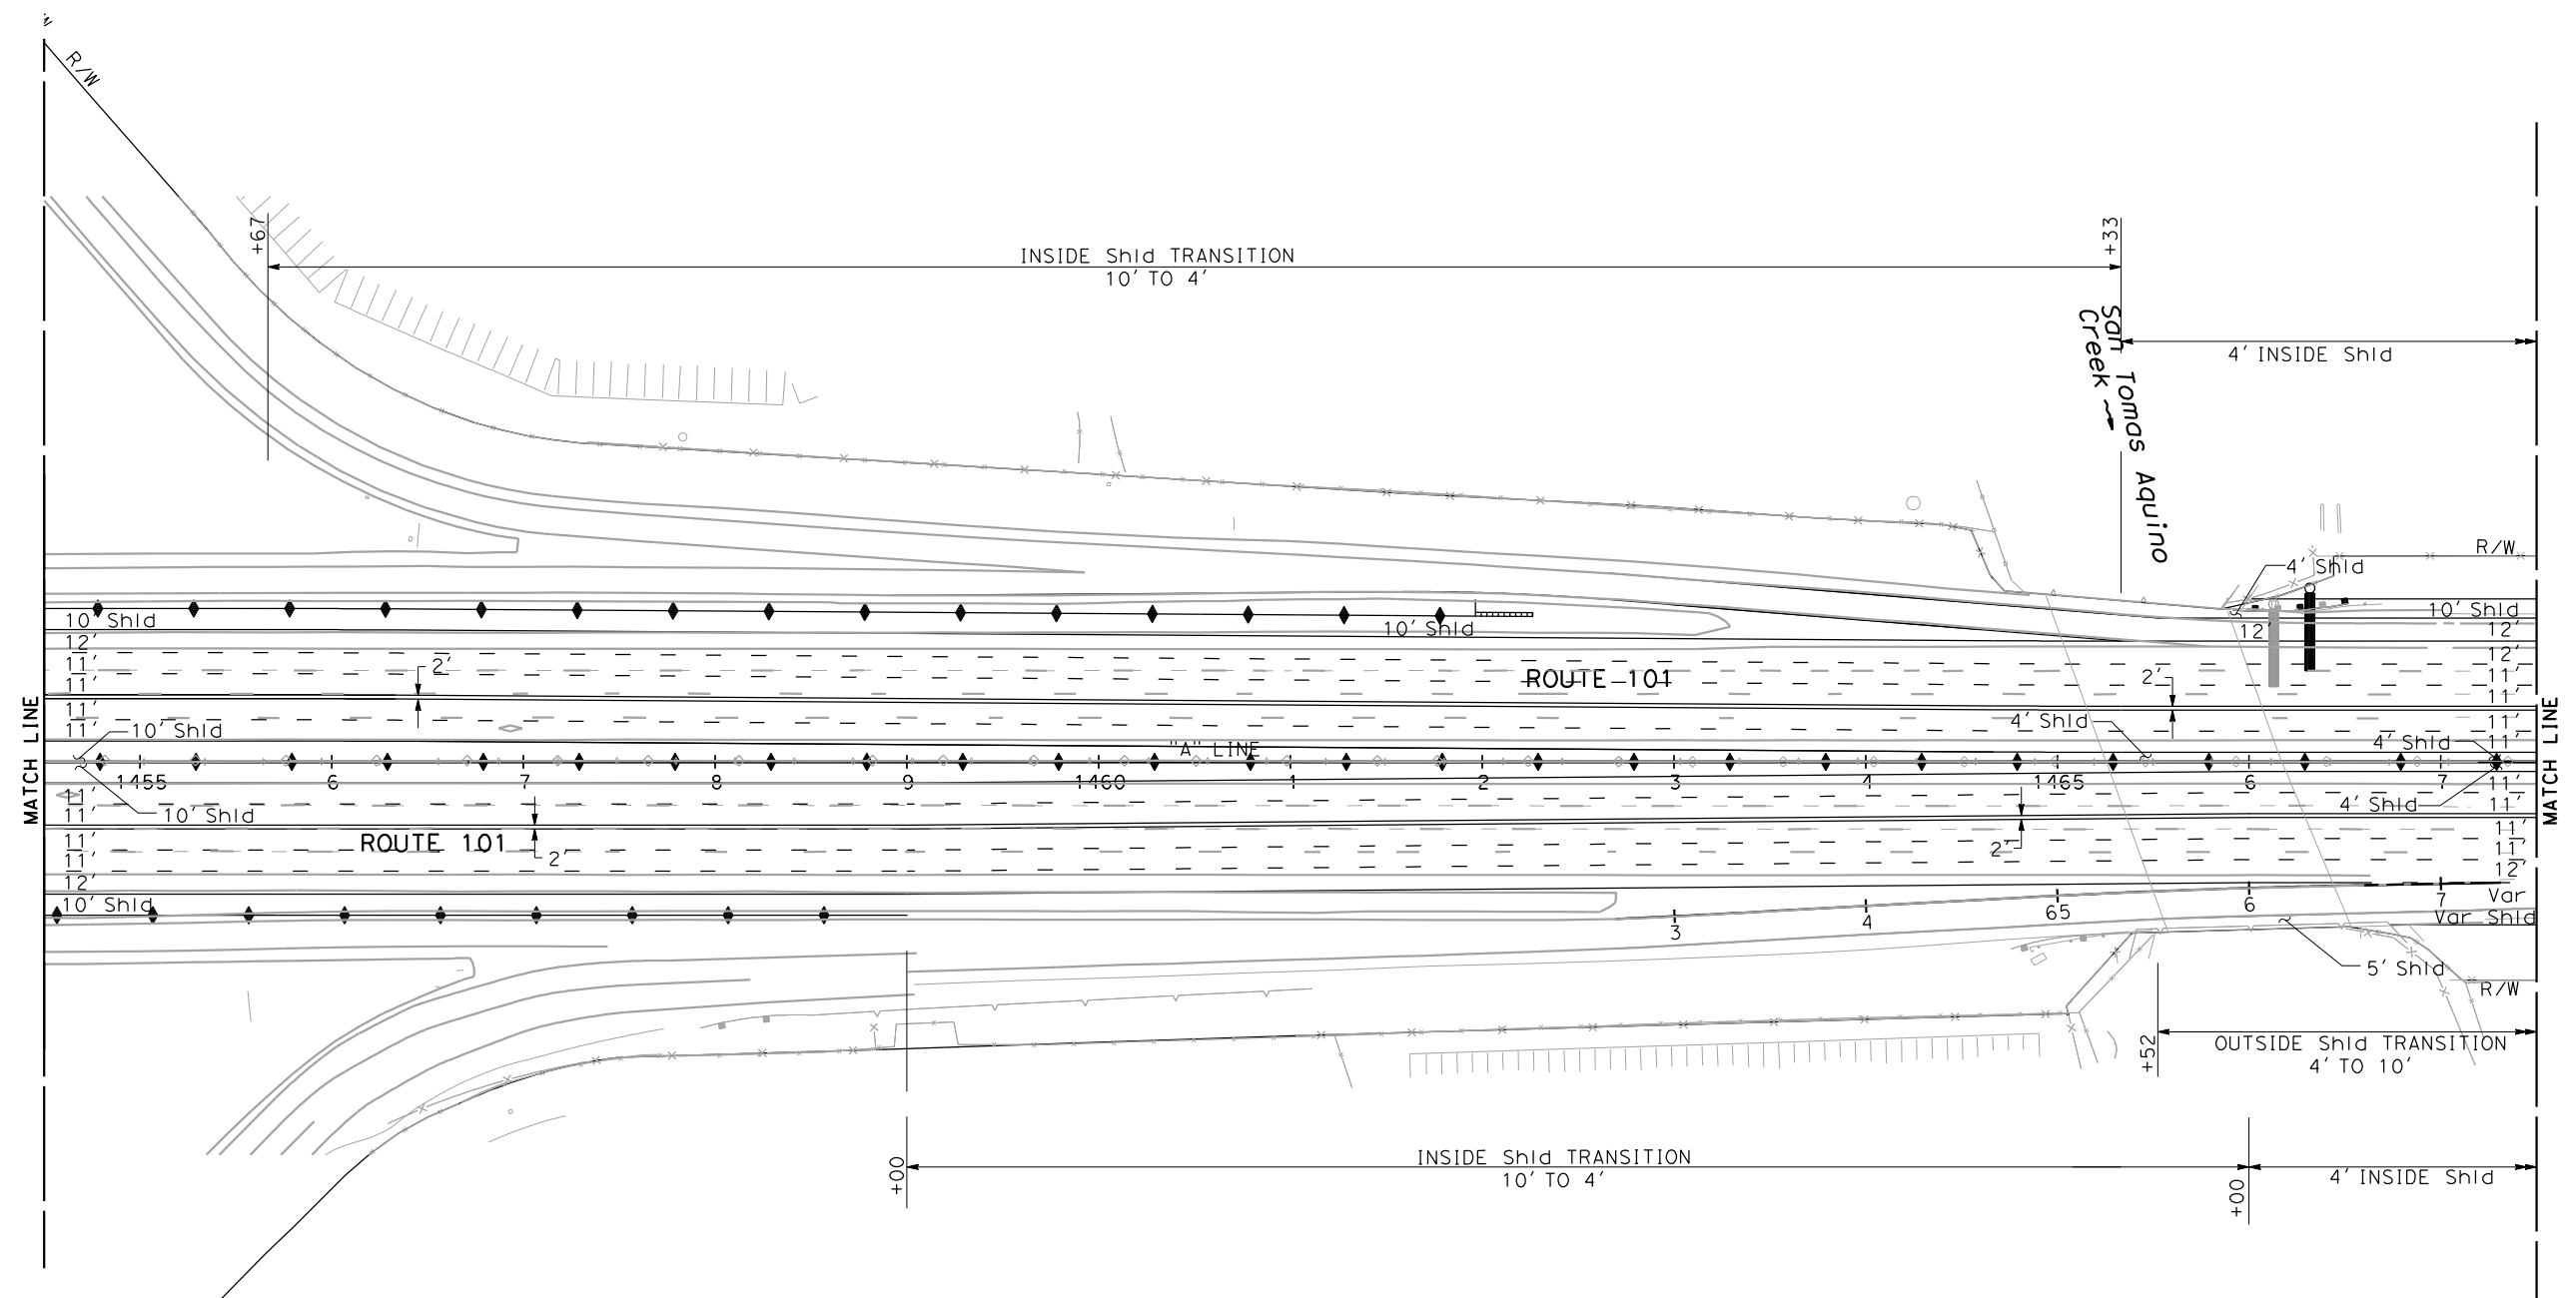 R/W
+67
INSIDE Shld TRANSITION
10' TO 4'
+33
4' INSIDE Shld
San Tomas Aquino
Creek
R/W
4' Shld
10' Shld
10' Shld
10' Shld
12'
12'
12'
12'
11'
11'
11'
11'
2'
ROUTE 101
2'
11'
11'
11'
11'
10' Shld
"A" LINE
4' Shld
4' Shld
MATCH LINE
MATCH LINE
1455
6
7
8
9
1460
1
2
3
4
1465
6
7
11'
11'
11'
11'
10' Shld
4' Shld
ROUTE 101
2'
2'
11'
11'
11'
11'
12'
12'
10' Shld
Var
Var Shld
3
4
65
6
7
5' Shld
R/W
+52
OUTSIDE Shld TRANSITION
4' TO 10'
+00
INSIDE Shld TRANSITION
10' TO 4'
+00
4' INSIDE Shld